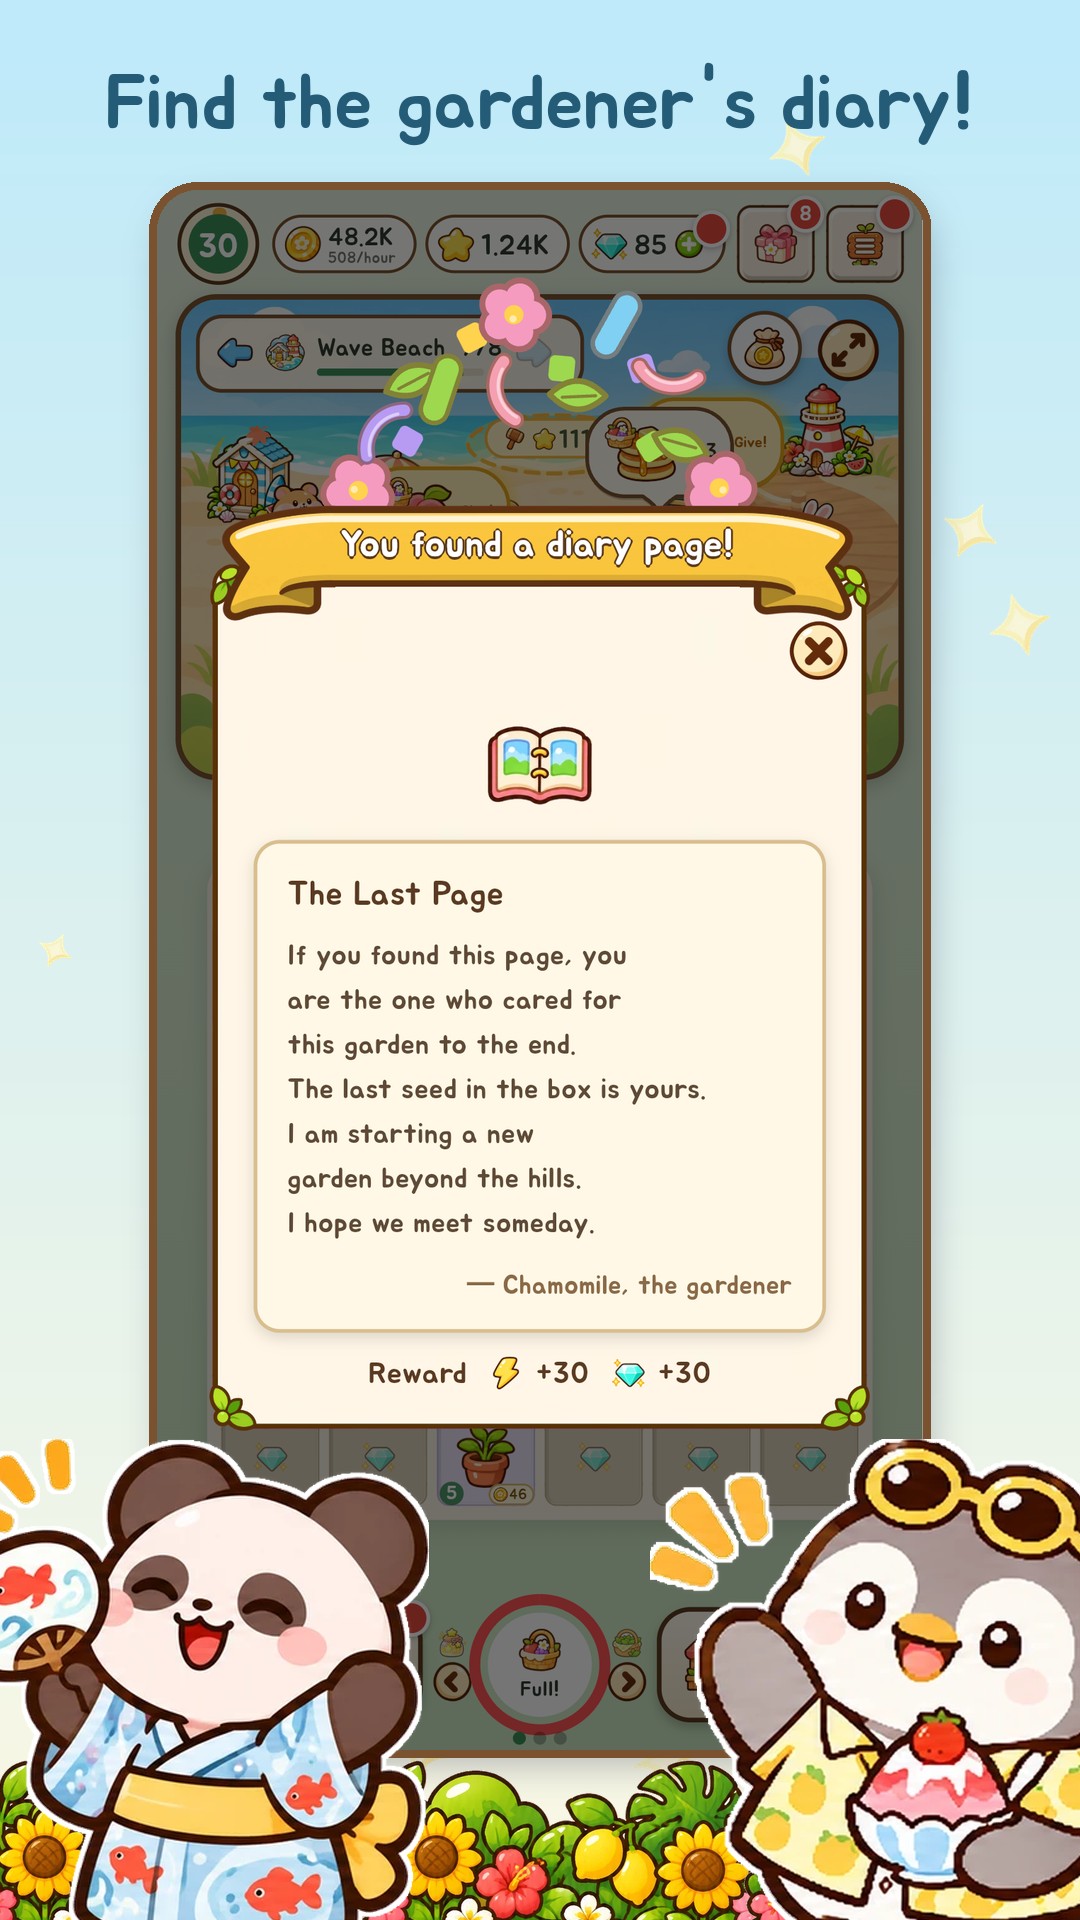 Find the gardener's diary!
30
48.2K
508/hour
1.24K
85
8
Wave Beach
111
3
Give!
You found a diary page!
The Last Page
If you found this page, you
are the one who cared for
this garden to the end.
The last seed in the box is yours.
I am starting a new
garden beyond the hills.
I hope we meet someday.
— Chamomile, the gardener
Reward +30 +30
5
46
Full!